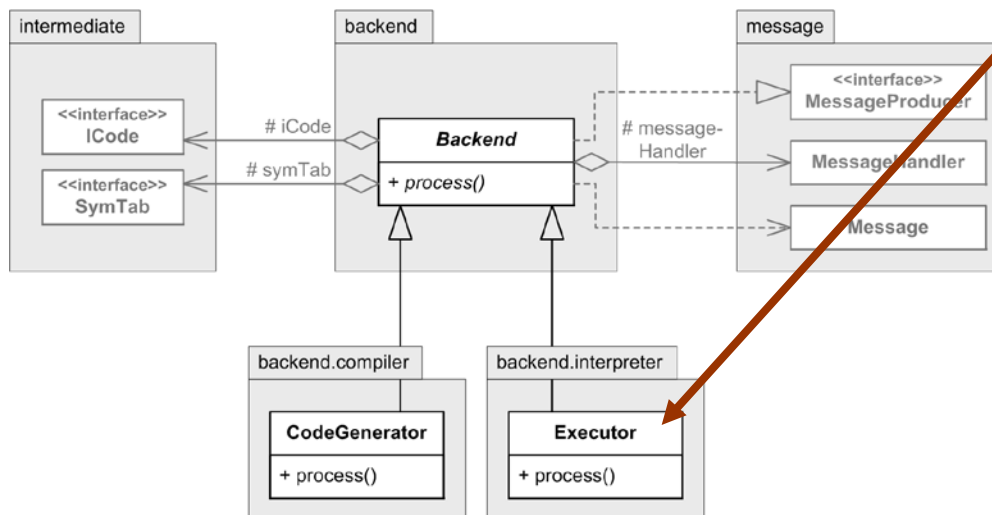 intermediate
backend
message
<<interface>>
ICode
<<interface>>
SymTab
# iCode
# symTab
Backend
+ process()
# message-
Handler
<<interface>>
MessageProducer
MessageHandler
Message
backend.compiler
backend.interpreter
CodeGenerator
+ process()
Executor
+ process()